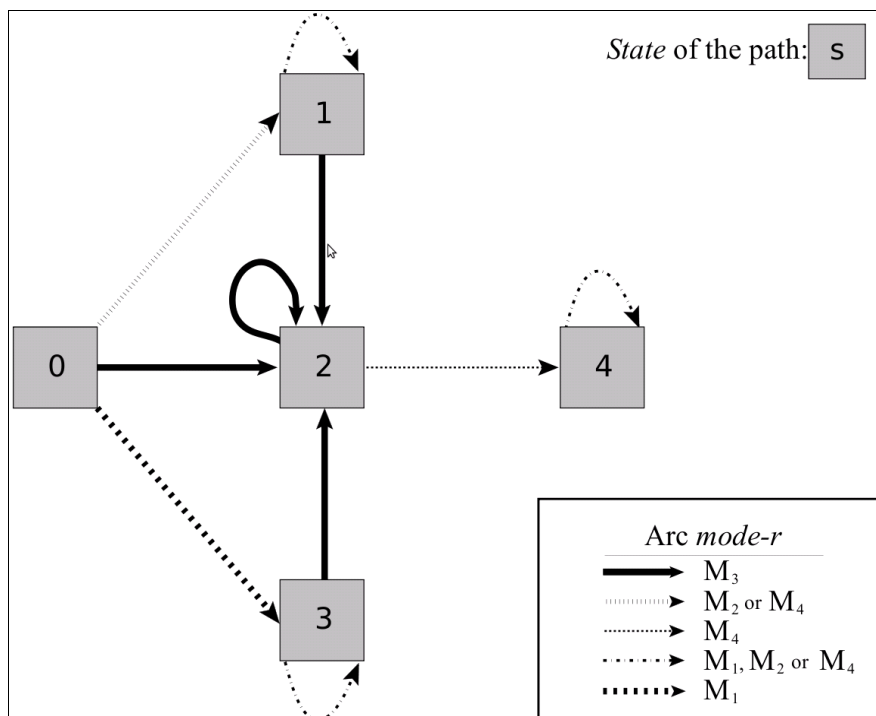 State of the path: s
1
0
2
4
3
Arc mode-r
M₃
M₂ or M₄
M₄
M₁, M₂ or M₄
M₁